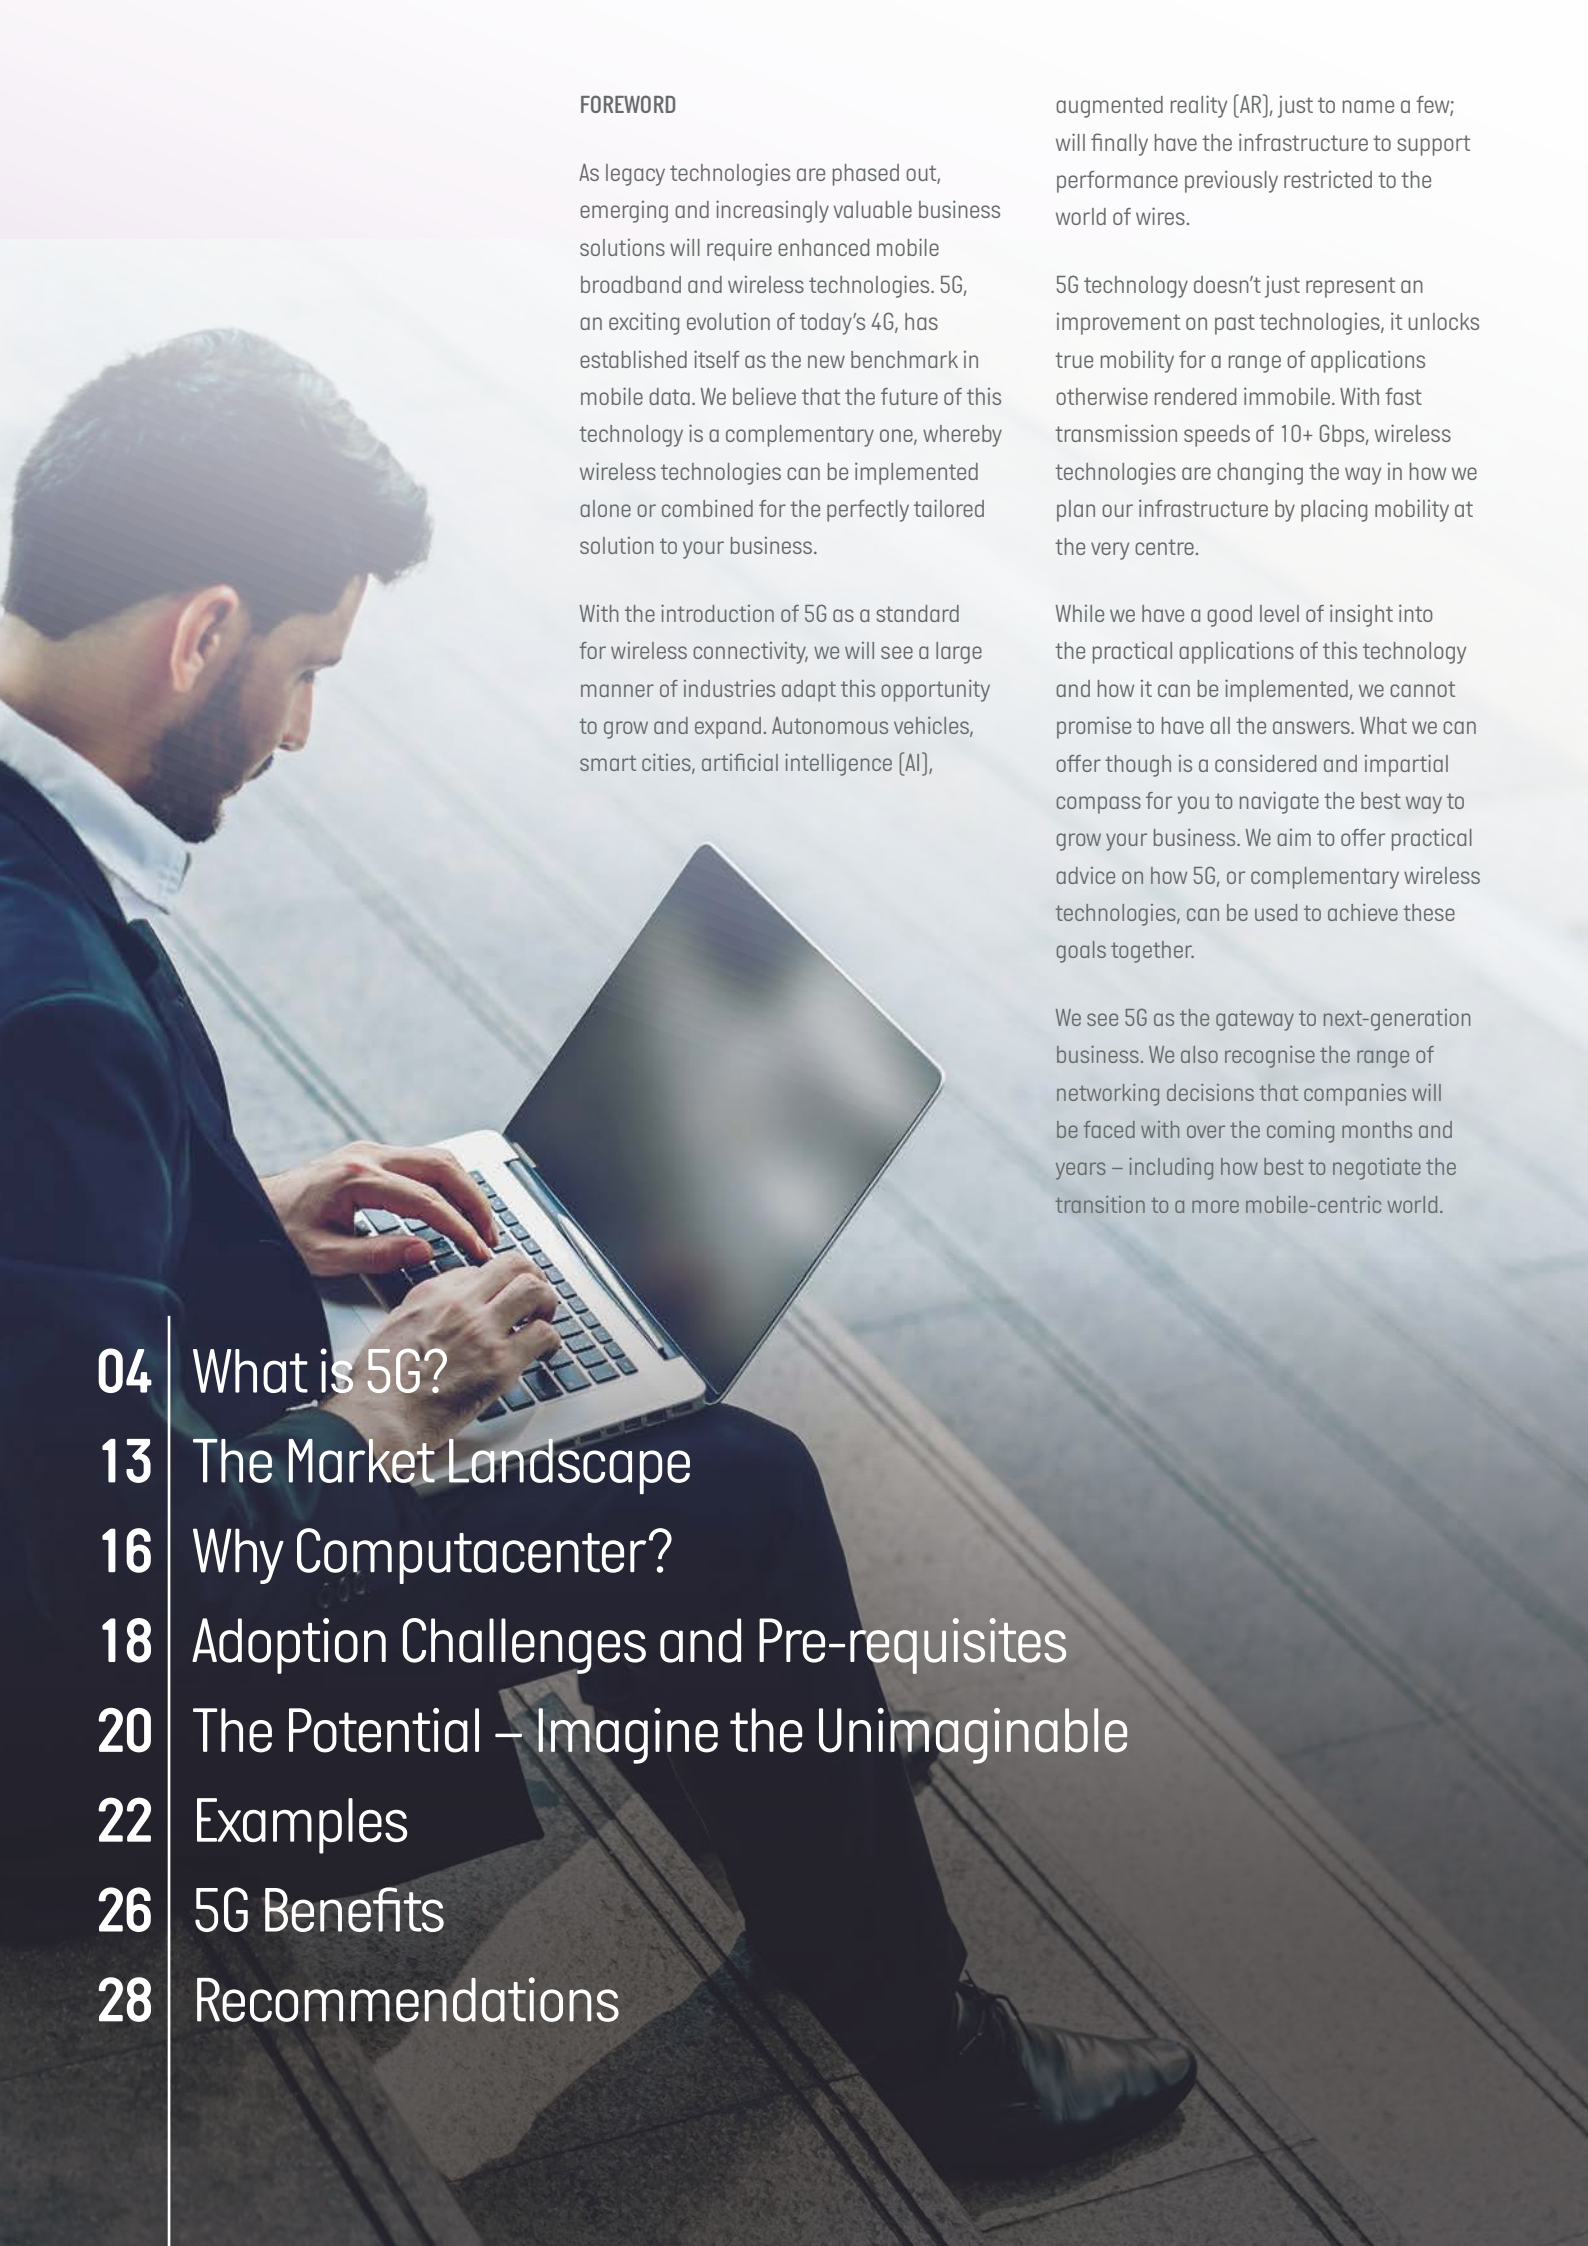 FOREWORD
As legacy technologies are phased out,
emerging and increasingly valuable business
solutions will require enhanced mobile
broadband and wireless technologies. 5G,
an exciting evolution of today’s 4G, has
established itself as the new benchmark in
mobile data. We believe that the future of this
technology is a complementary one, whereby
wireless technologies can be implemented
alone or combined for the perfectly tailored
solution to your business.
With the introduction of 5G as a standard
for wireless connectivity, we will see a large
manner of industries adapt this opportunity
to grow and expand. Autonomous vehicles,
smart cities, artificial intelligence (AI),
augmented reality (AR), just to name a few;
will finally have the infrastructure to support
performance previously restricted to the
world of wires.
5G technology doesn’t just represent an
improvement on past technologies, it unlocks
true mobility for a range of applications
otherwise rendered immobile. With fast
transmission speeds of 10+ Gbps, wireless
technologies are changing the way in how we
plan our infrastructure by placing mobility at
the very centre.
While we have a good level of insight into
the practical applications of this technology
and how it can be implemented, we cannot
promise to have all the answers. What we can
offer though is a considered and impartial
compass for you to navigate the best way to
grow your business. We aim to offer practical
advice on how 5G, or complementary wireless
technologies, can be used to achieve these
goals together.
We see 5G as the gateway to next-generation
business. We also recognise the range of
networking decisions that companies will
be faced with over the coming months and
years – including how best to negotiate the
transition to a more mobile-centric world.
04 What is 5G?
13 The Market Landscape
16 Why Computacenter?
18 Adoption Challenges and Pre-requisites
20 The Potential – Imagine the Unimaginable
22 Examples
26 5G Benefits
28 Recommendations